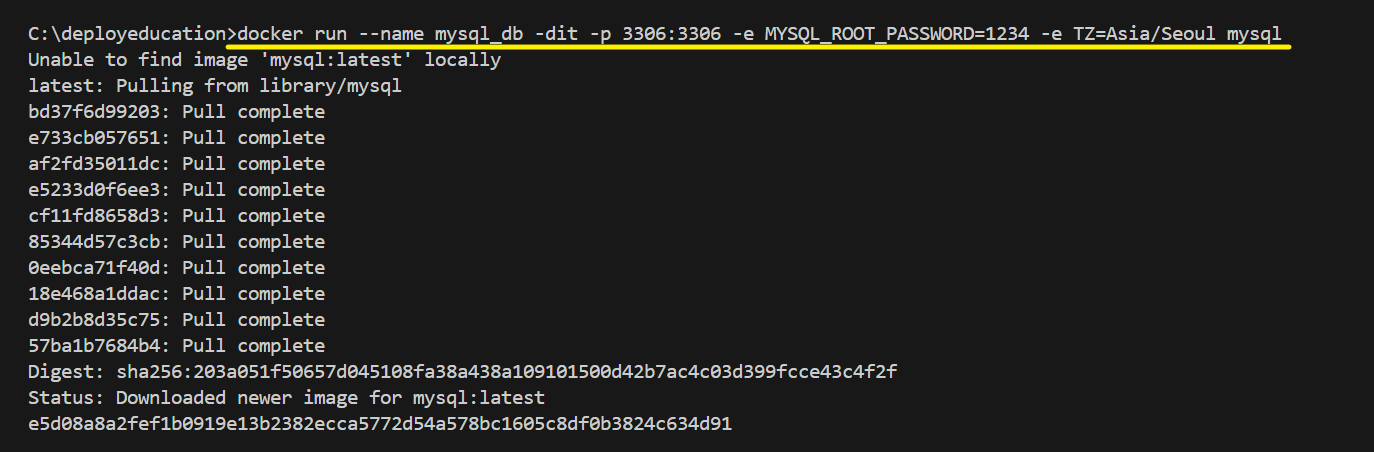 C:\deployeducation>docker run --name mysql_db -dit -p 3306:3306 -e MYSQL_ROOT_PASSWORD=1234 -e TZ=Asia/Seoul mysql
Unable to find image 'mysql:latest' locally
latest: Pulling from library/mysql
bd37f6d99203: Pull complete
e733cb057651: Pull complete
af2fd35011dc: Pull complete
e5233d0f6ee3: Pull complete
cf11fd8658d3: Pull complete
85344d57c3cb: Pull complete
0eebca71f40d: Pull complete
18e468a1ddac: Pull complete
d9b2b8d35c75: Pull complete
57ba1b7684b4: Pull complete
Digest: sha256:203a051f50657d045108fa38a438a109101500d42b7ac4c03d399fcce43c4f2f
Status: Downloaded newer image for mysql:latest
e5d08a8a2fef1b0919e13b2382ecca5772d54a578bc1605c8df0b3824c634d91